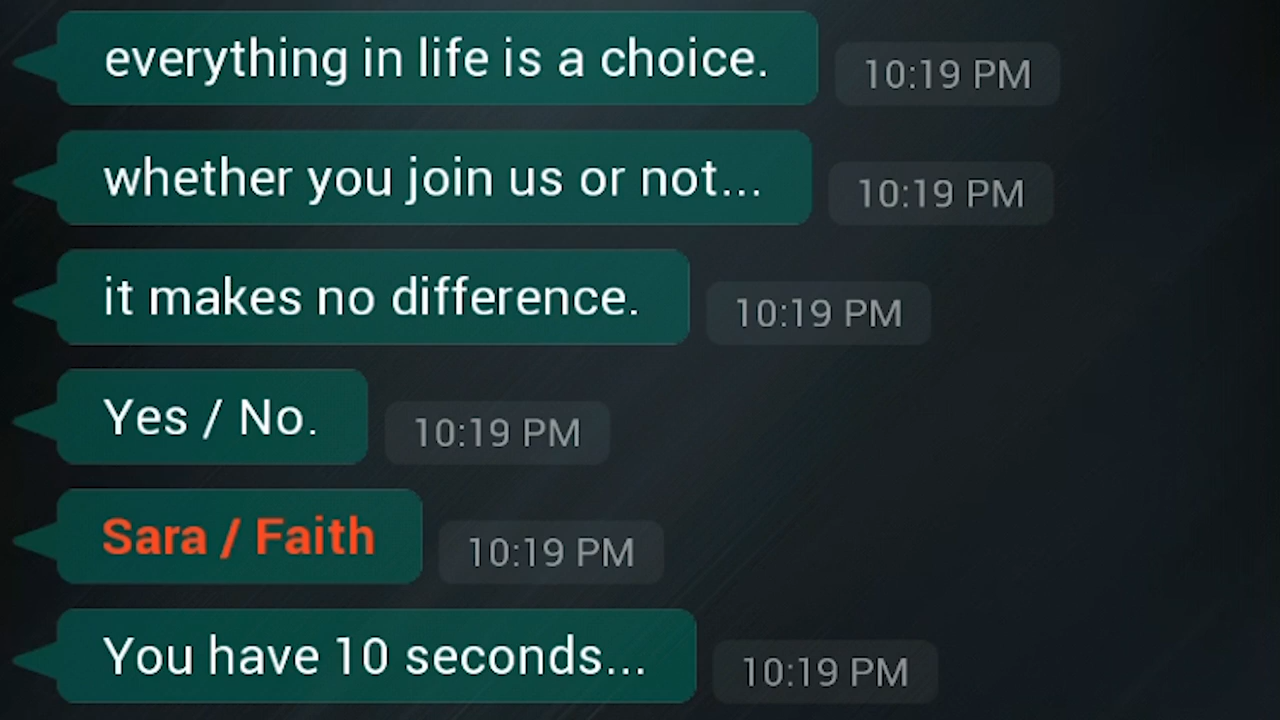 everything in life is a choice.
10:19 PM
whether you join us or not...
10:19 PM
it makes no difference.
10:19 PM
Yes / No.
10:19 PM
Sara / Faith
10:19 PM
You have 10 seconds...
10:19 PM